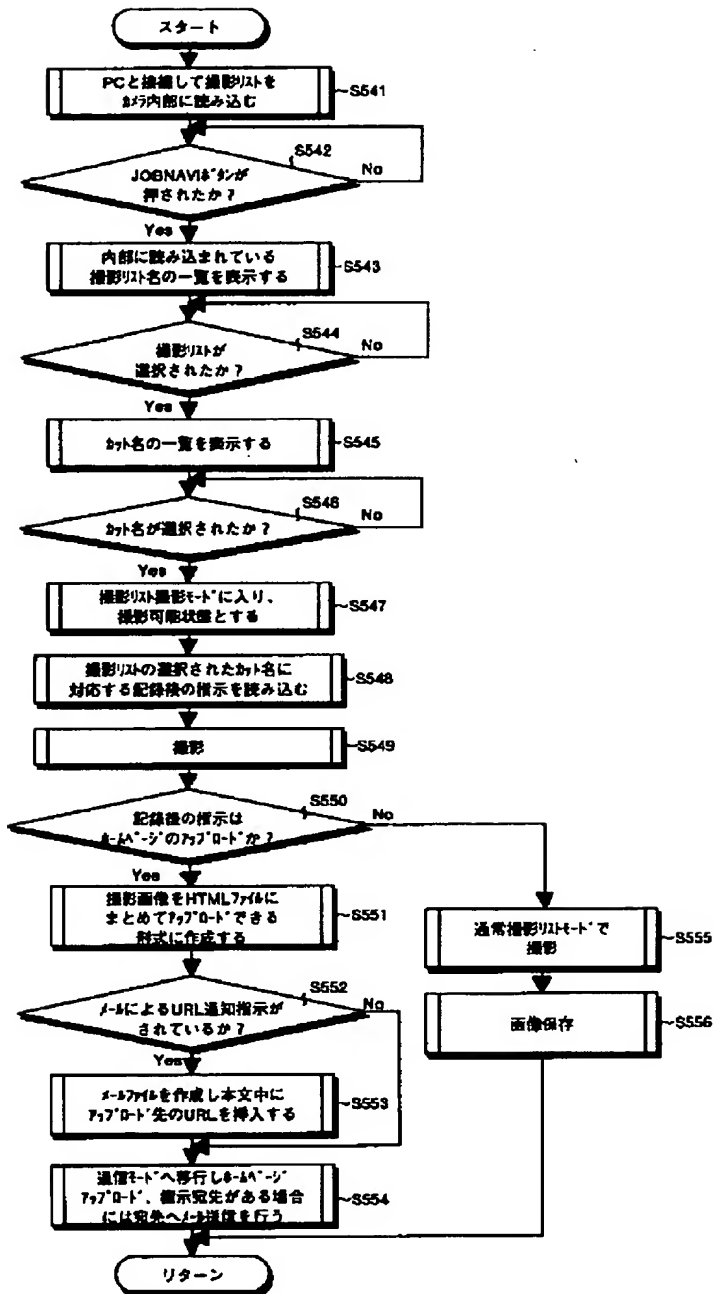 スタート
PCと接続して撮影リストを
カメラ内部に読み込む
S541
S542
JOBNAVIボタンが
押されたか？
No
Yes
内部に読み込まれている
撮影リスト名の一覧を表示する
S543
S544
撮影リストが
選択されたか？
No
Yes
カット名の一覧を表示する
S545
S546
カット名が選択されたか？
No
Yes
撮影リスト撮影モードに入り、
撮影可能状態とする
S547
撮影リストの選択されたカット名に
対応する記録後の指示を読み込む
S548
撮影
S549
S550
記録後の指示は
ホームページのアップロードか？
No
Yes
撮影画像をHTMLファイルに
まとめてアップロードできる
形式に作成する
S551
通常撮影リストモードで
撮影
S555
S552
メールによるURL通知指示が
されているか？
No
Yes
画像保存
S556
メールファイルを作成し本文中に
アップロード先のURLを挿入する
S553
通信モードへ移行しホームページ
アップロード、指示宛先がある場合
には宛先へメール送信を行う
S554
リターン